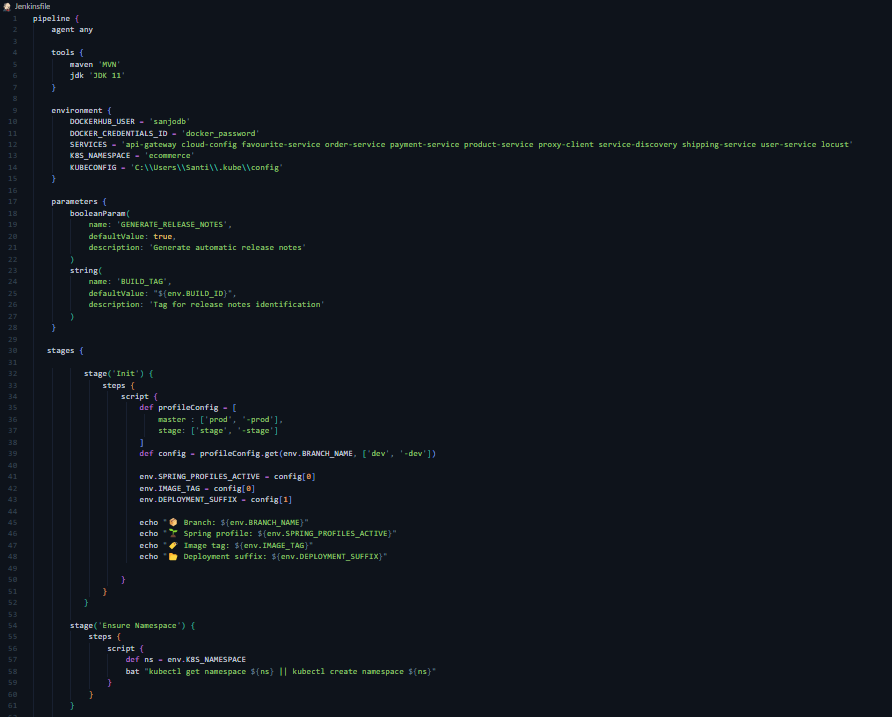 Jenkinsfile
1 pipeline {
2     agent any
3
4     tools {
5         maven 'MVN'
6         jdk 'JDK 11'
7     }
8
9     environment {
10         DOCKERHUB_USER = 'sanjodb'
11         DOCKER_CREDENTIALS_ID = 'docker_password'
12         SERVICES = 'api-gateway cloud-config favourite-service order-service payment-service product-service proxy-client service-discovery shipping-service user-service locust'
13         K8S_NAMESPACE = 'ecommerce'
14         KUBECONFIG = 'C:\\Users\\Santi\\.kube\\config'
15     }
16
17     parameters {
18         booleanParam(
19             name: 'GENERATE_RELEASE_NOTES',
20             defaultValue: true,
21             description: 'Generate automatic release notes'
22         )
23         string(
24             name: 'BUILD_TAG',
25             defaultValue: "${env.BUILD_ID}",
26             description: 'Tag for release notes identification'
27         )
28     }
29
30    stages {
31
32            stage('Init') {
33                steps {
34                    script {
35                        def profileConfig = [
36                            master : ['prod', '-prod'],
37                            stage: ['stage', '-stage']
38                        ]
39                        def config = profileConfig.get(env.BRANCH_NAME, ['dev', '-dev'])
40
41                        env.SPRING_PROFILES_ACTIVE = config[0]
42                        env.IMAGE_TAG = config[0]
43                        env.DEPLOYMENT_SUFFIX = config[1]
44
45                        echo "📦 Branch: ${env.BRANCH_NAME}"
46                        echo "🌱 Spring profile: ${env.SPRING_PROFILES_ACTIVE}"
47                        echo "🏷️ Image tag: ${env.IMAGE_TAG}"
48                        echo "📂 Deployment suffix: ${env.DEPLOYMENT_SUFFIX}"
49
50                    }
51                }
52            }
53
54         stage('Ensure Namespace') {
55             steps {
56                 script {
57                     def ns = env.K8S_NAMESPACE
58                     bat "kubectl get namespace ${ns} || kubectl create namespace ${ns}"
59                 }
60             }
61         }